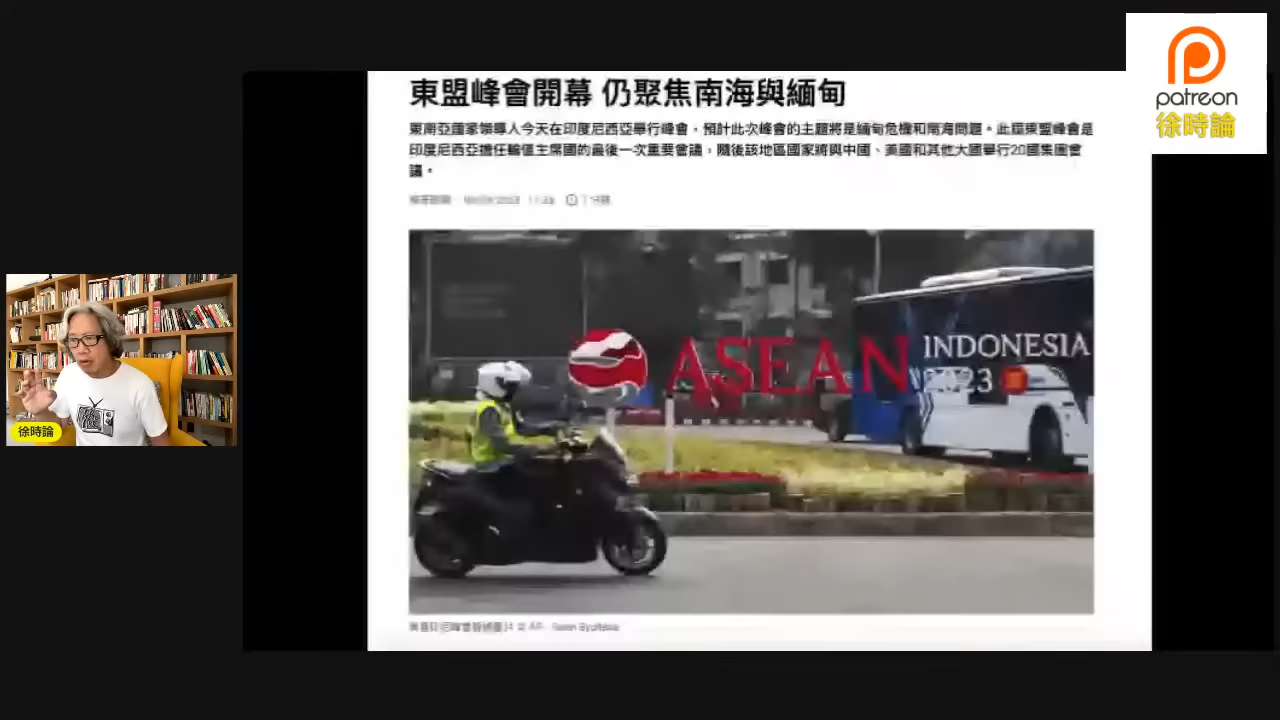 東盟峰會開幕 仍聚焦南海與緬甸
東南亞國家領導人今天在印度尼西亞舉行峰會，預計此次峰會的主題將是緬甸危機和南海問題。此屆東盟峰會是
印度尼西亞擔任輪值主席國的最後一次重要會議，隨後該地區國家將與中國、美國和其他大國舉行20國集團會
議。
ASEAN
INDONESIA
2023
徐時論
patreon
徐時論